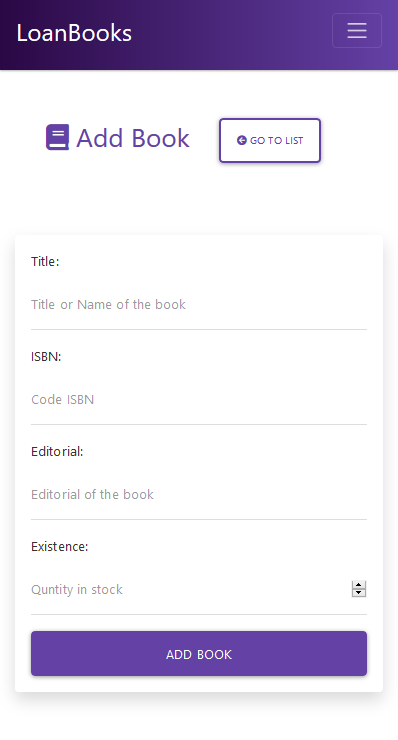 LoanBooks
Add Book
GO TO LIST
Title:
Title or Name of the book
ISBN:
Code ISBN
Editorial:
Editorial of the book
Existence:
Quntity in stock
ADD BOOK